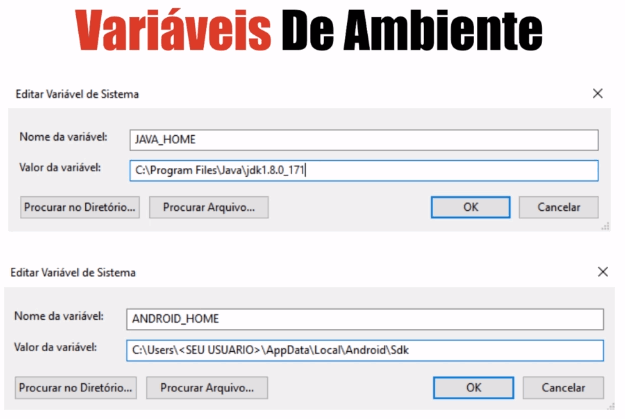 Variáveis De Ambiente
Editar Variável de Sistema
Nome da variável: JAVA_HOME
Valor da variável: C:\Program Files\Java\jdk1.8.0_171
Procurar no Diretório... Procurar Arquivo... OK Cancelar
Editar Variável de Sistema
Nome da variável: ANDROID_HOME
Valor da variável: C:\Users\<SEU USUARIO>\AppData\Local\Android\Sdk
Procurar no Diretório... Procurar Arquivo... OK Cancelar